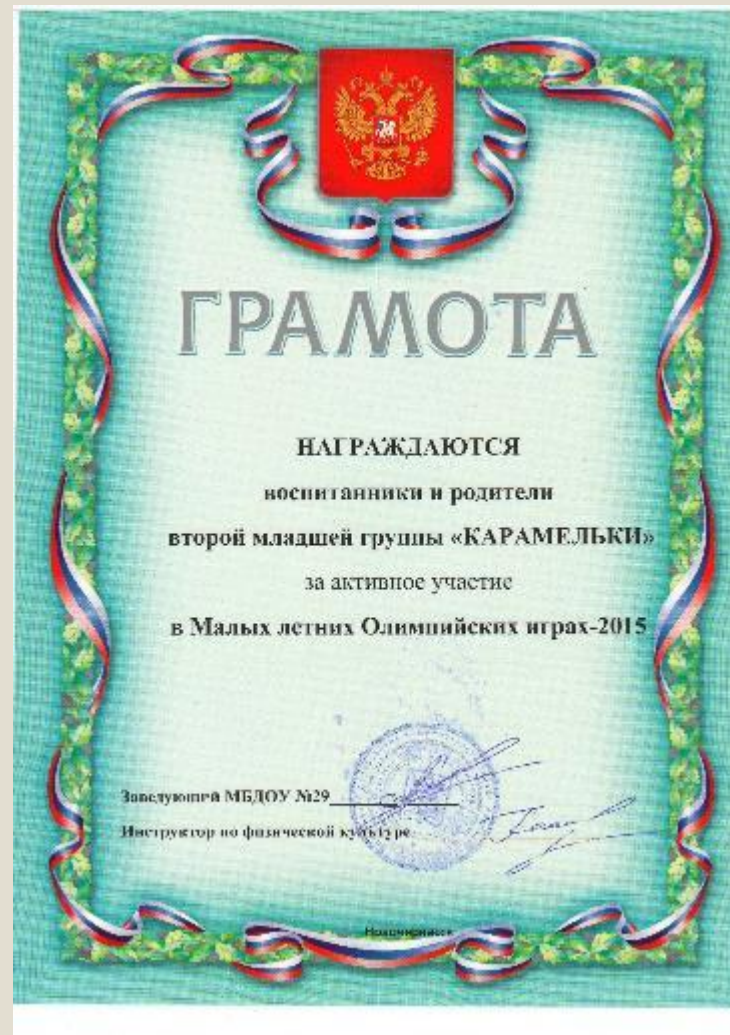 ГРАМОТА
НАГРАЖДАЮТСЯ
воспитанники и родители
второй младшей группы «КАРАМЕЛЬКИ»
за активное участие
в Малых летних Олимпийских играх-2015
Заведующей МБДОУ №29
Инструктор по физической культуре